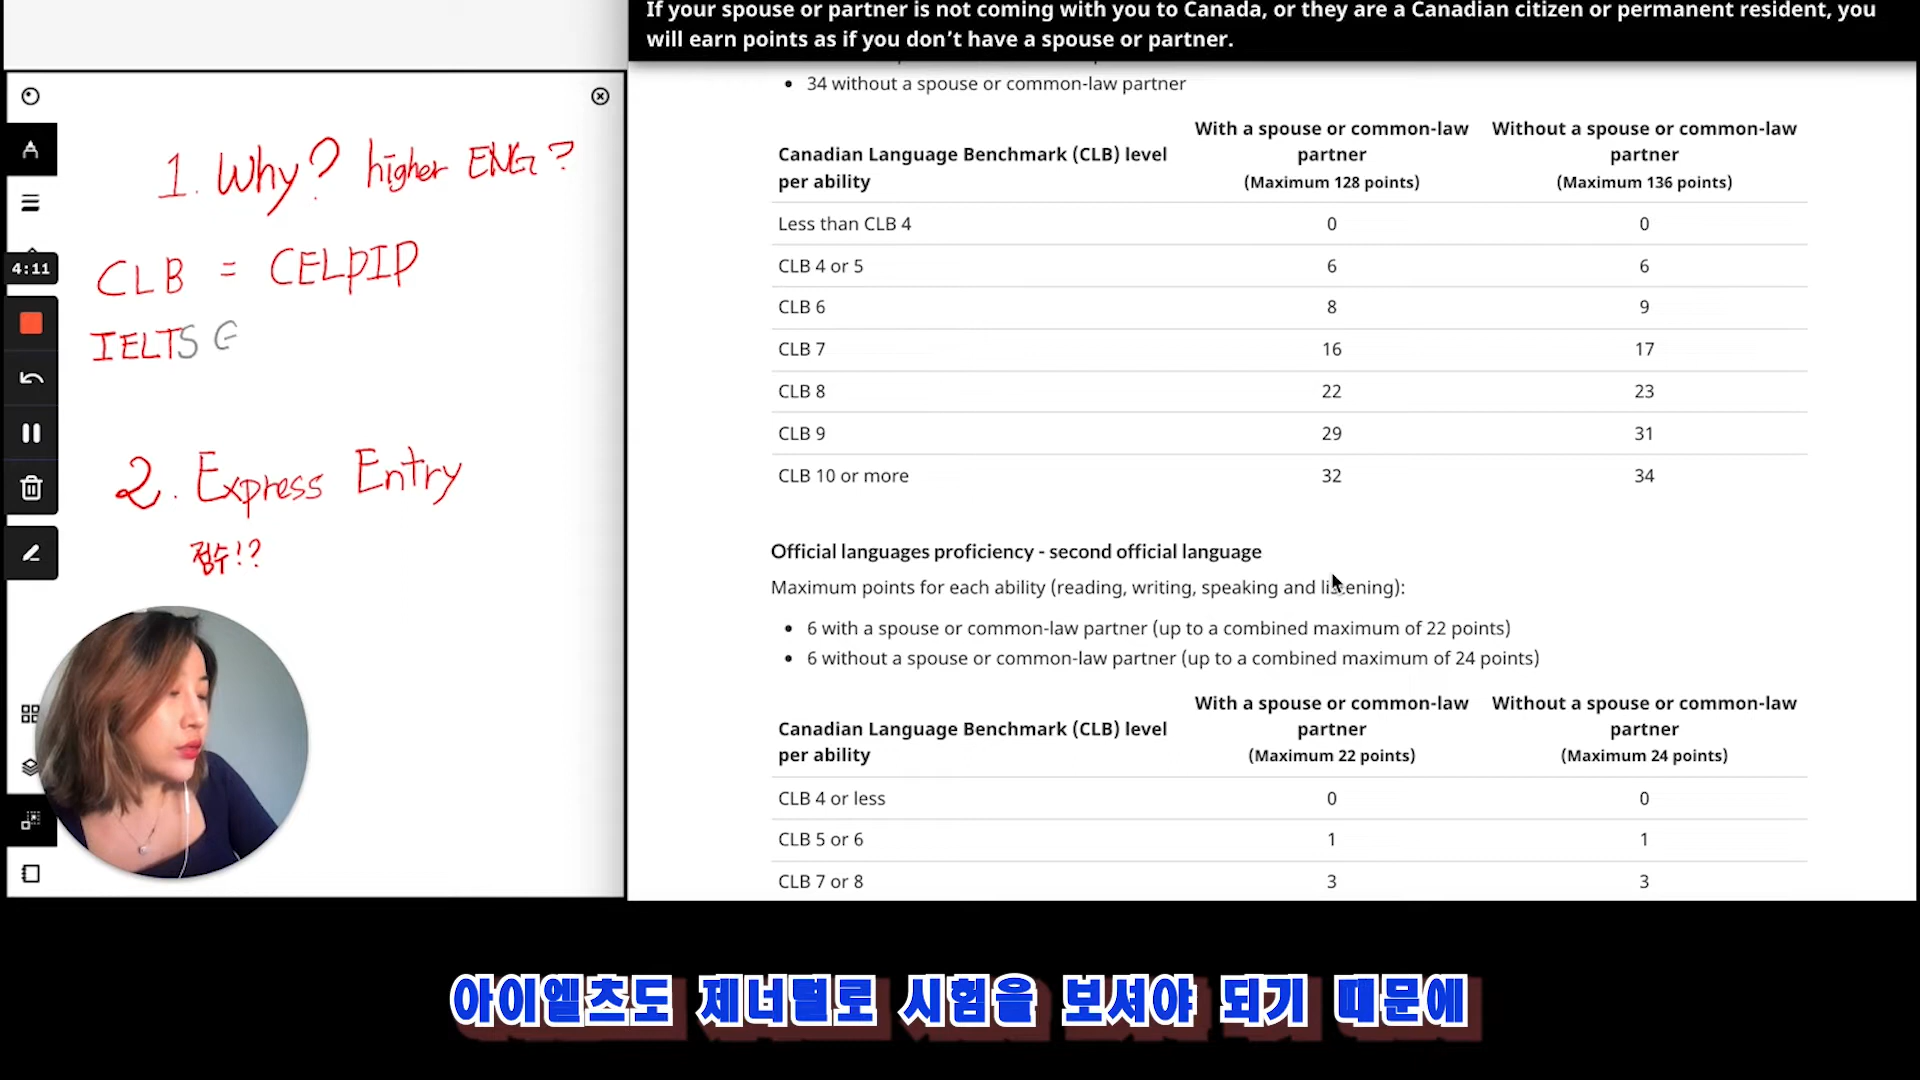 If your spouse or partner is not coming with you to Canada, or they are a Canadian citizen or permanent resident, you
will earn points as if you don’t have a spouse or partner.
1. Why? higher ENG?
CLB = CELPIP
IELTS G
4:11
2. Express Entry
점수!?
• 34 without a spouse or common-law partner
Canadian Language Benchmark (CLB) level per ability With a spouse or common-law partner (Maximum 128 points) Without a spouse or common-law partner (Maximum 136 points)
Less than CLB 4 0 0
CLB 4 or 5 6 6
CLB 6 8 9
CLB 7 16 17
CLB 8 22 23
CLB 9 29 31
CLB 10 or more 32 34
Official languages proficiency - second official language
Maximum points for each ability (reading, writing, speaking and listening):
• 6 with a spouse or common-law partner (up to a combined maximum of 22 points)
• 6 without a spouse or common-law partner (up to a combined maximum of 24 points)
Canadian Language Benchmark (CLB) level per ability With a spouse or common-law partner (Maximum 22 points) Without a spouse or common-law partner (Maximum 24 points)
CLB 4 or less 0 0
CLB 5 or 6 1 1
CLB 7 or 8 3 3
아이엘츠도 제너럴로 시험을 보셔야 되기 때문에